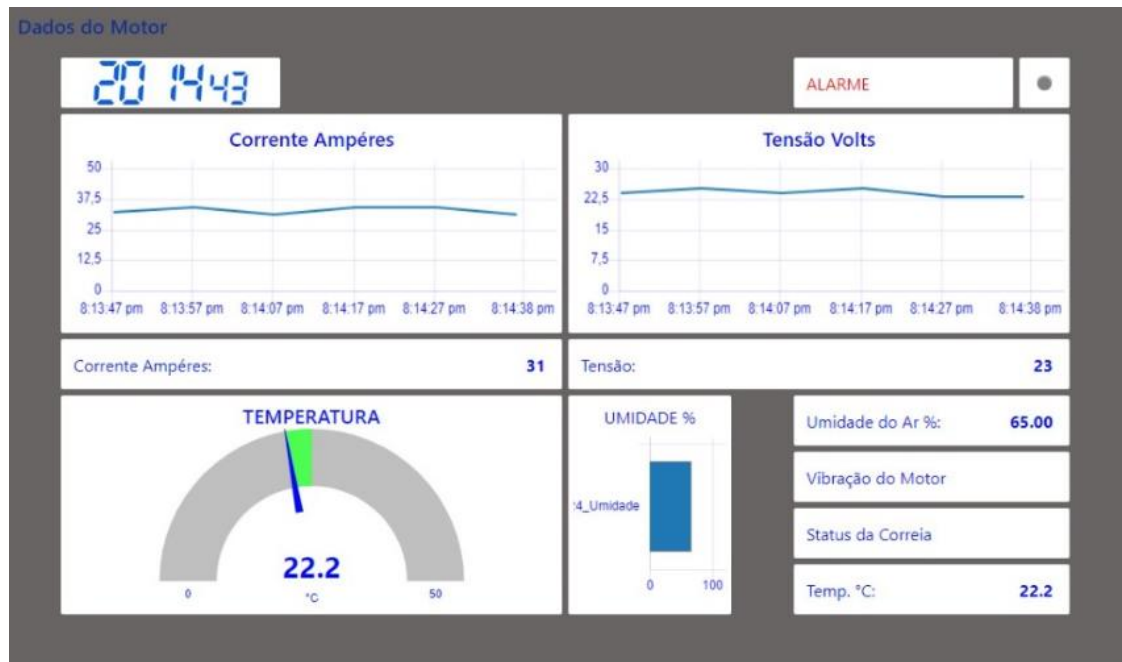 Dados do Motor
20 14 43
ALARME
Corrente Ampéres
50
37,5
25
12,5
0
8:13:47 pm 8:13:57 pm 8:14:07 pm 8:14:17 pm 8:14:27 pm 8:14:38 pm
Tensão Volts
30
22,5
15
7,5
0
8:13:47 pm 8:13:57 pm 8:14:07 pm 8:14:17 pm 8:14:27 pm 8:14:38 pm
Corrente Ampéres: 31
Tensão: 23
TEMPERATURA
22.2
0 °C 50
UMIDADE %
4_Umidade
0 100
Umidade do Ar %: 65.00
Vibração do Motor
Status da Correia
Temp. °C: 22.2